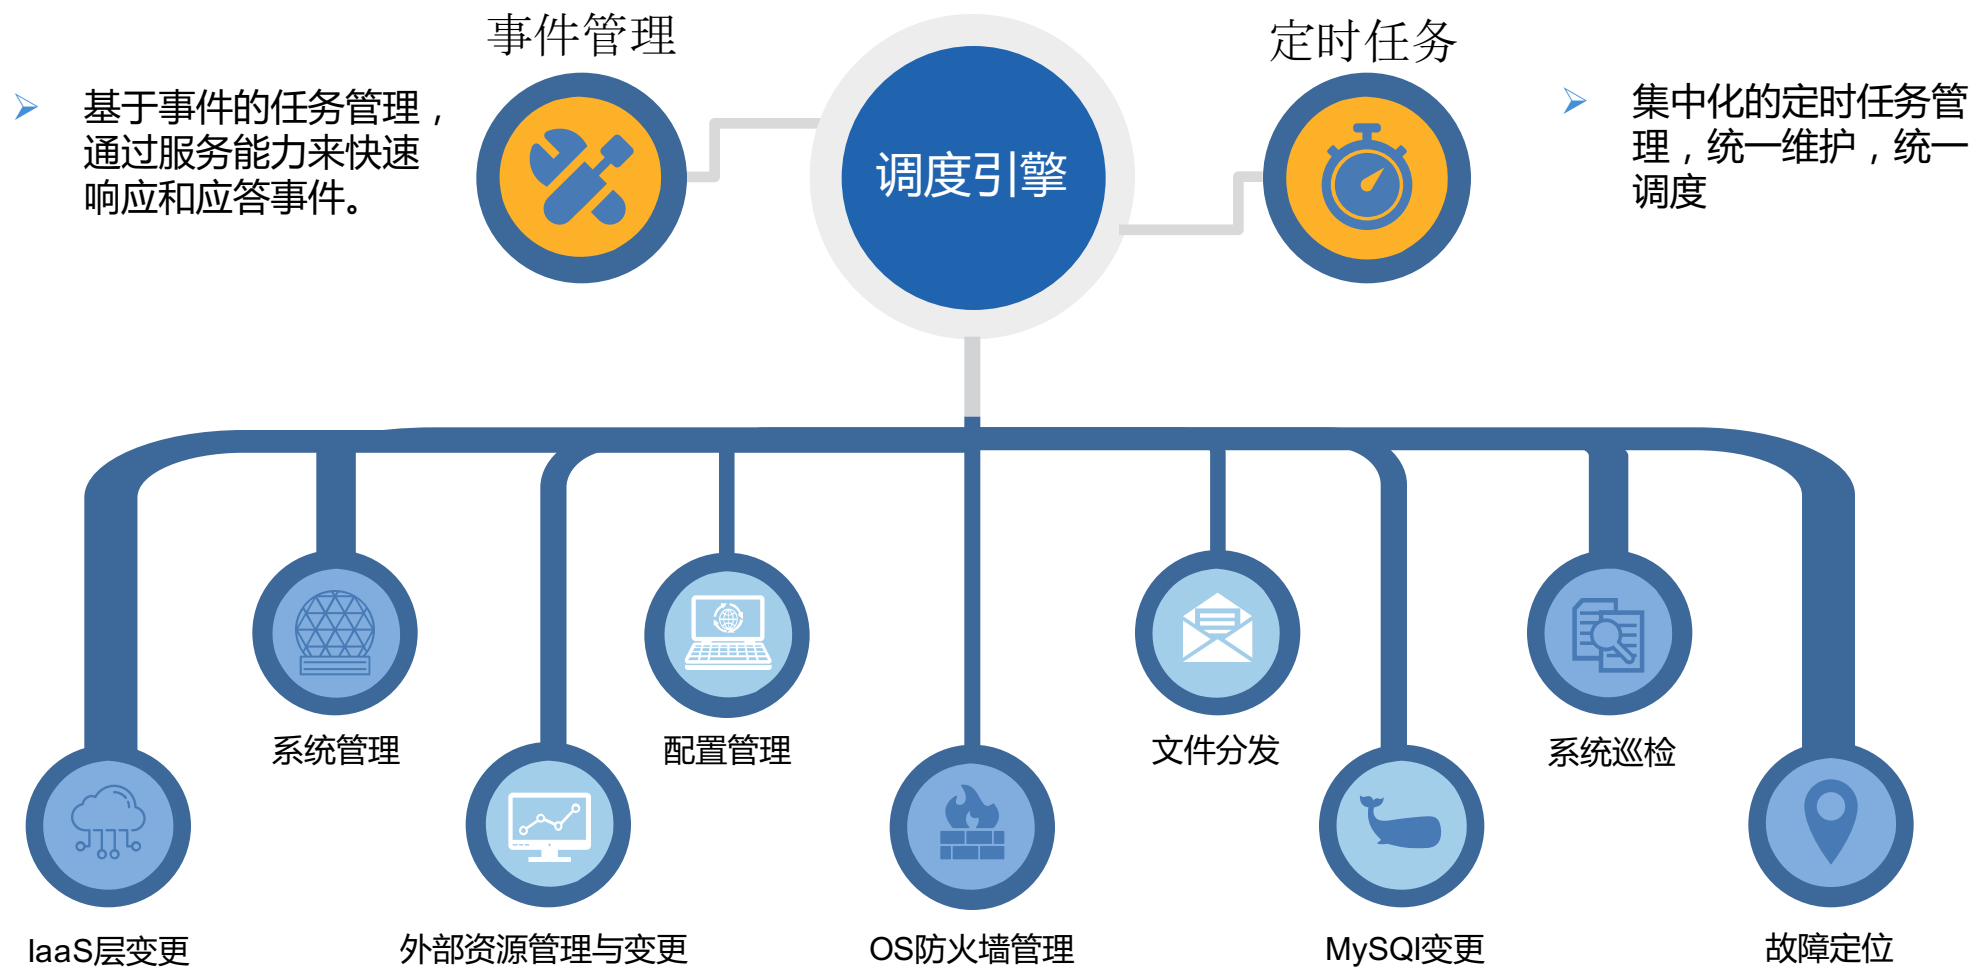 事件管理
定时任务
基于事件的任务管理，
通过服务能力来快速
响应和应答事件。
调度引擎
集中化的定时任务管
理，统一维护，统一
调度
系统管理
配置管理
文件分发
系统巡检
IaaS层变更
外部资源管理与变更
OS防火墙管理
MySQl变更
故障定位